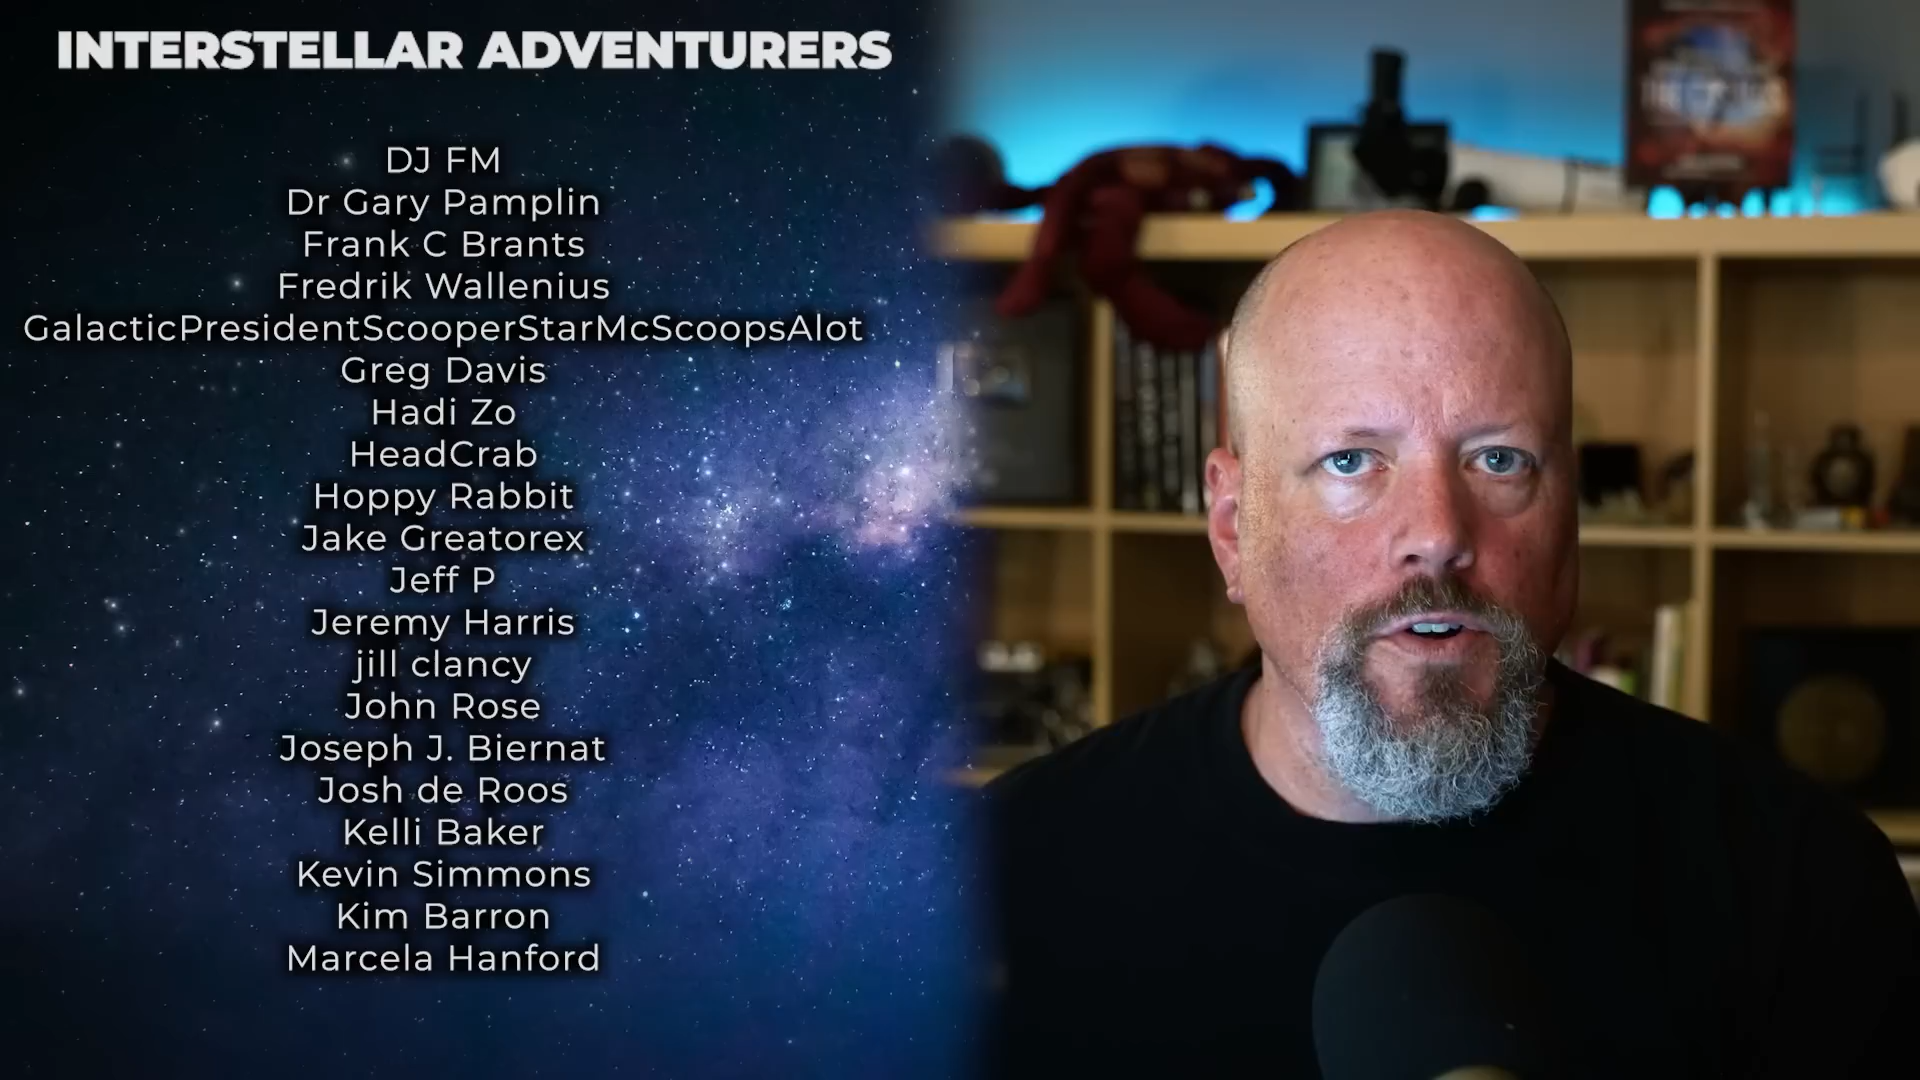 INTERSTELLAR ADVENTURERS
DJ FM
Dr Gary Pamplin
Frank C Brants
Fredrik Wallenius
GalacticPresidentScooperStarMcScoopsAlot
Greg Davis
Hadi Zo
HeadCrab
Hoppy Rabbit
Jake Greatorex
Jeff P
Jeremy Harris
jill clancy
John Rose
Joseph J. Biernat
Josh de Roos
Kelli Baker
Kevin Simmons
Kim Barron
Marcela Hanford